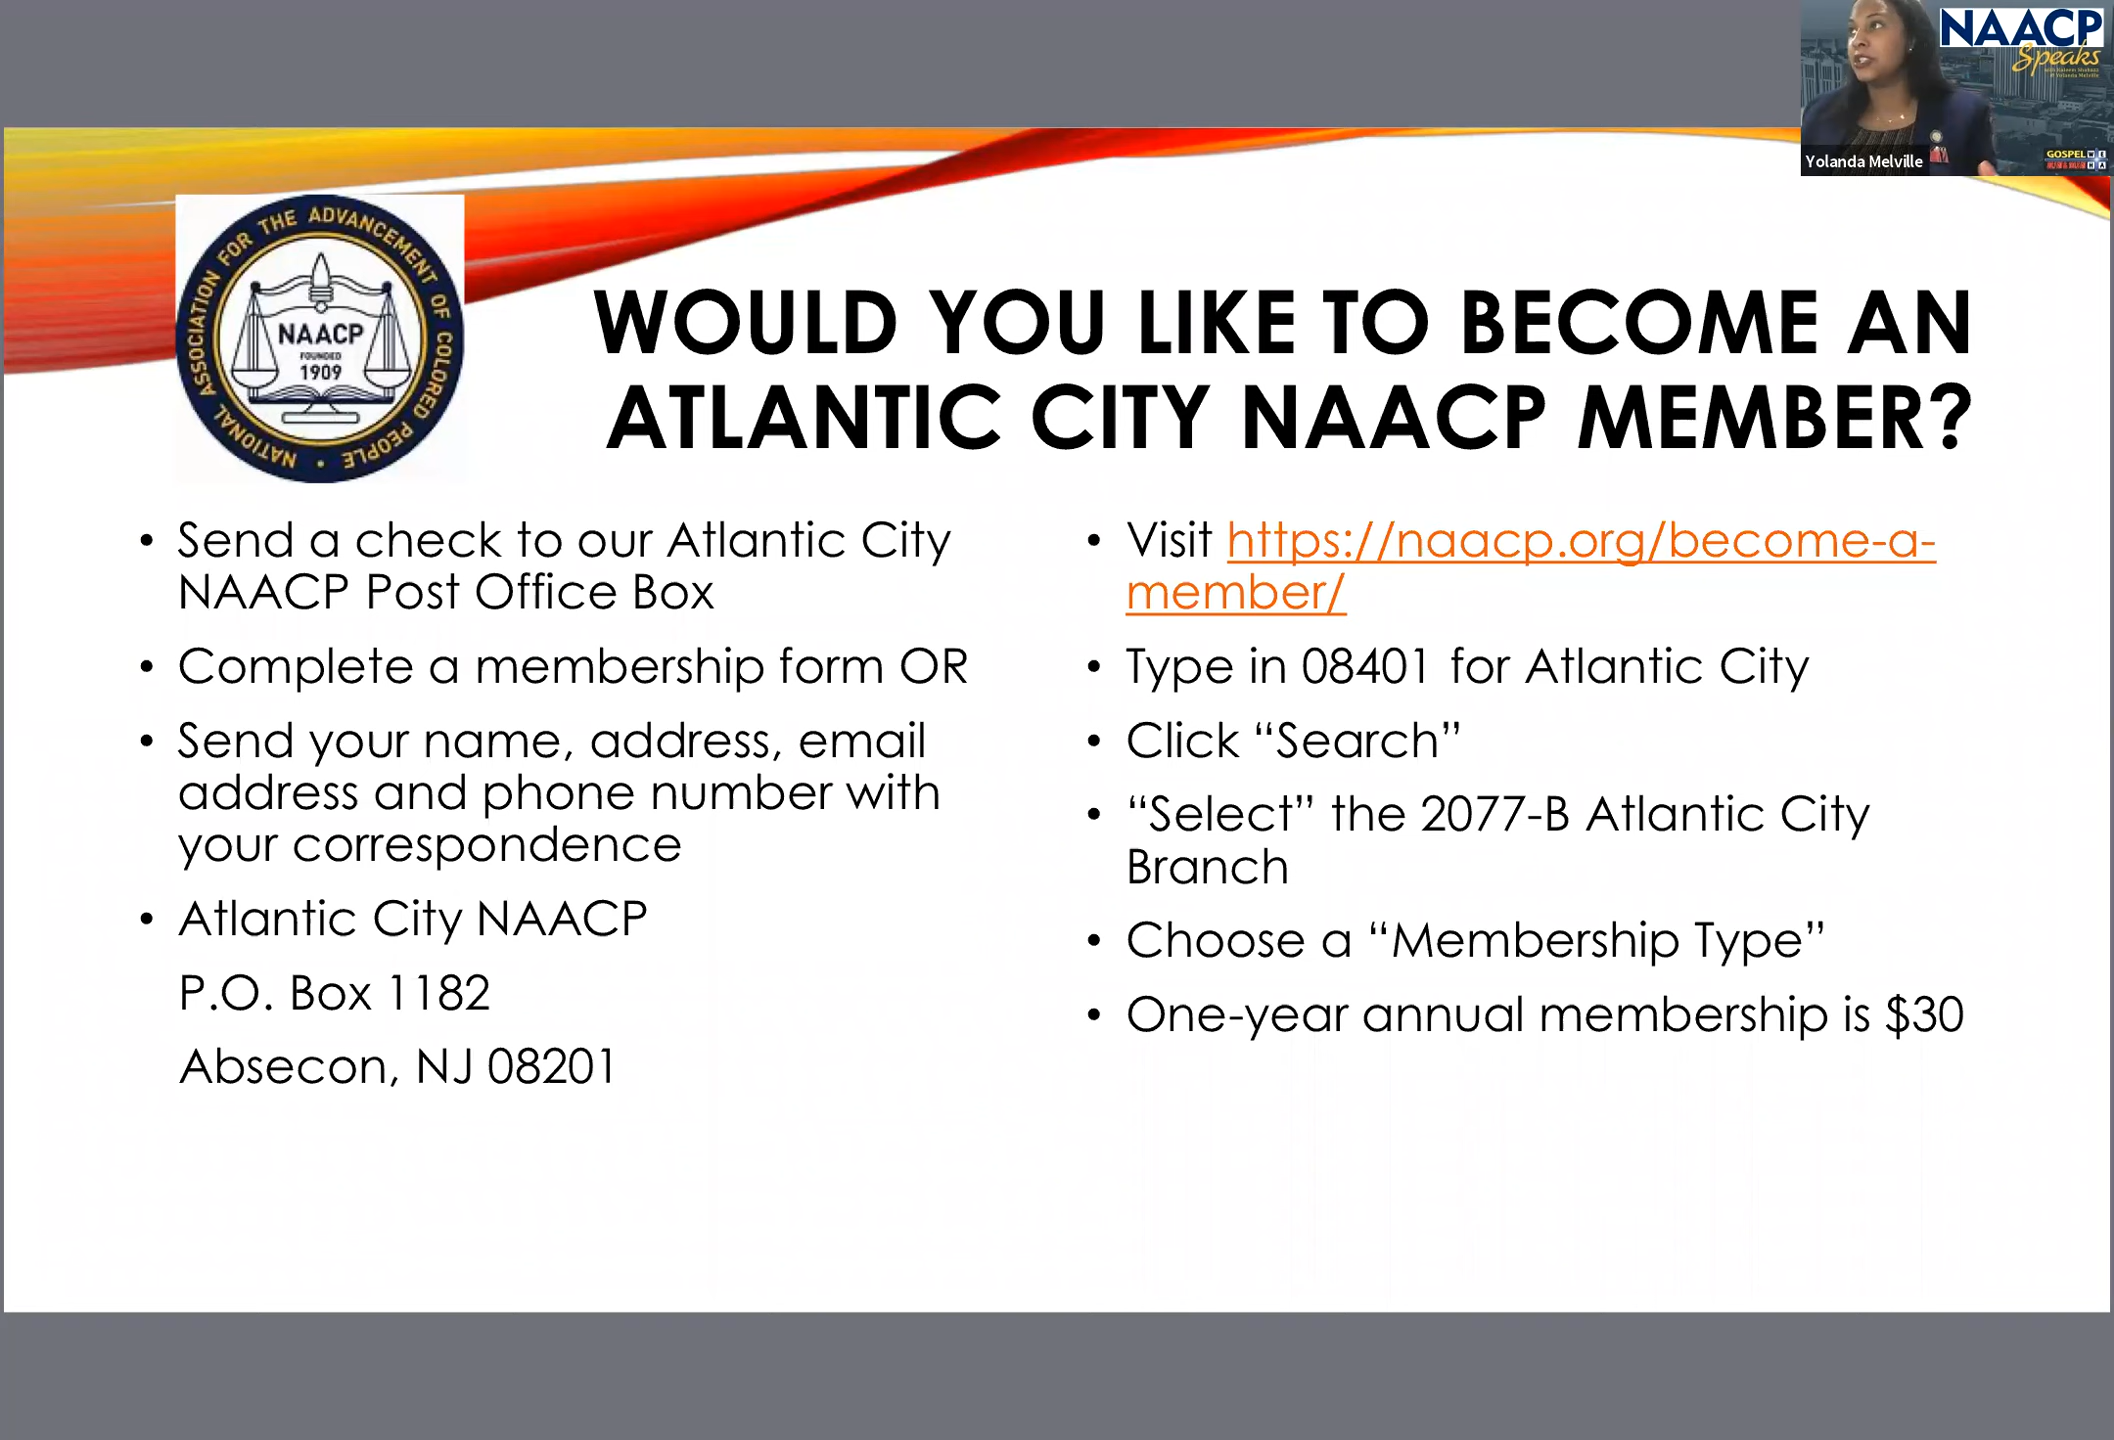 NAACP
Speaks
Yolanda Melville
GOSPEL
NATIONAL ASSOCIATION FOR THE ADVANCEMENT OF COLORED PEOPLE •
NAACP
FOUNDED
1909
WOULD YOU LIKE TO BECOME AN
ATLANTIC CITY NAACP MEMBER?
• Send a check to our Atlantic City
NAACP Post Office Box
• Complete a membership form OR
• Send your name, address, email
address and phone number with
your correspondence
• Atlantic City NAACP
P.O. Box 1182
Absecon, NJ 08201
• Visit https://naacp.org/become-a-
member/
• Type in 08401 for Atlantic City
• Click “Search”
• “Select” the 2077-B Atlantic City
Branch
• Choose a “Membership Type”
• One-year annual membership is $30